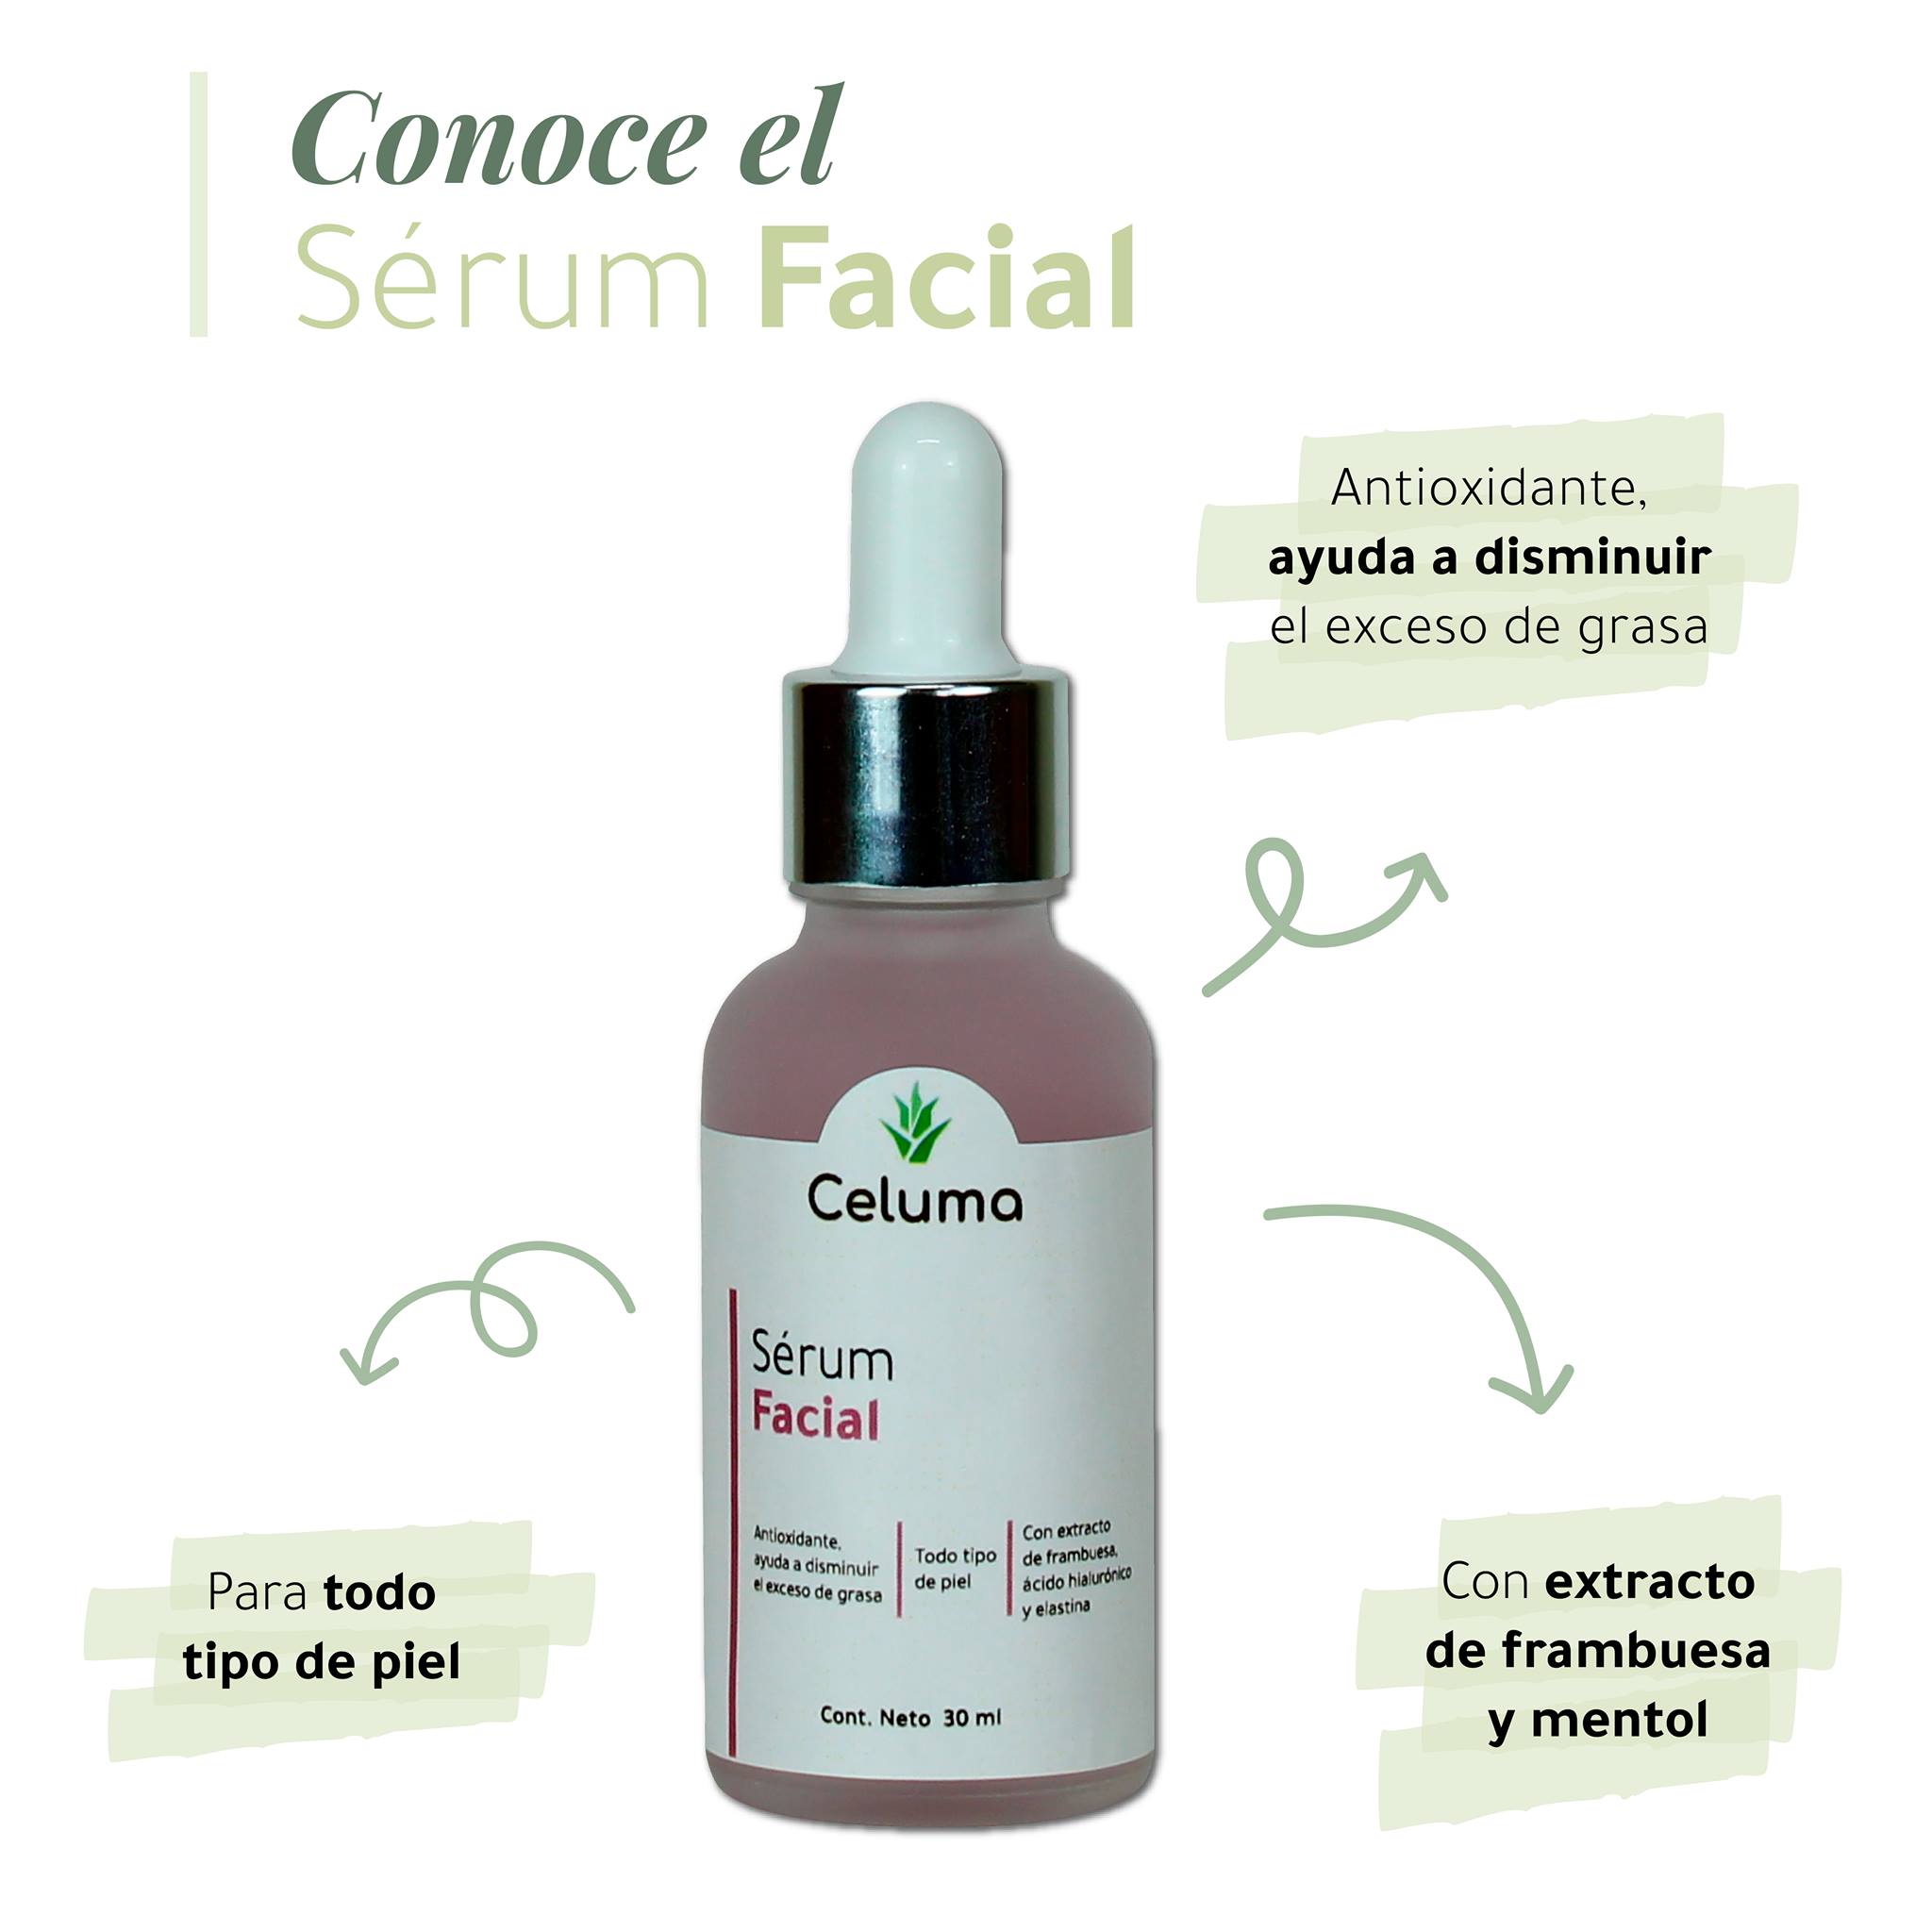 Conoce el
Sérum Facial
Antioxidante,
ayuda a disminuir
el exceso de grasa
Celuma
Sérum
Facial
Antioxidante,
ayuda a disminuir
el exceso de grasa
Todo tipo
de piel
Con extracto
de frambuesa,
ácido hialurónico
y elastina
Cont. Neto 30 ml
Para todo
tipo de piel
Con extracto
de frambuesa
y mentol